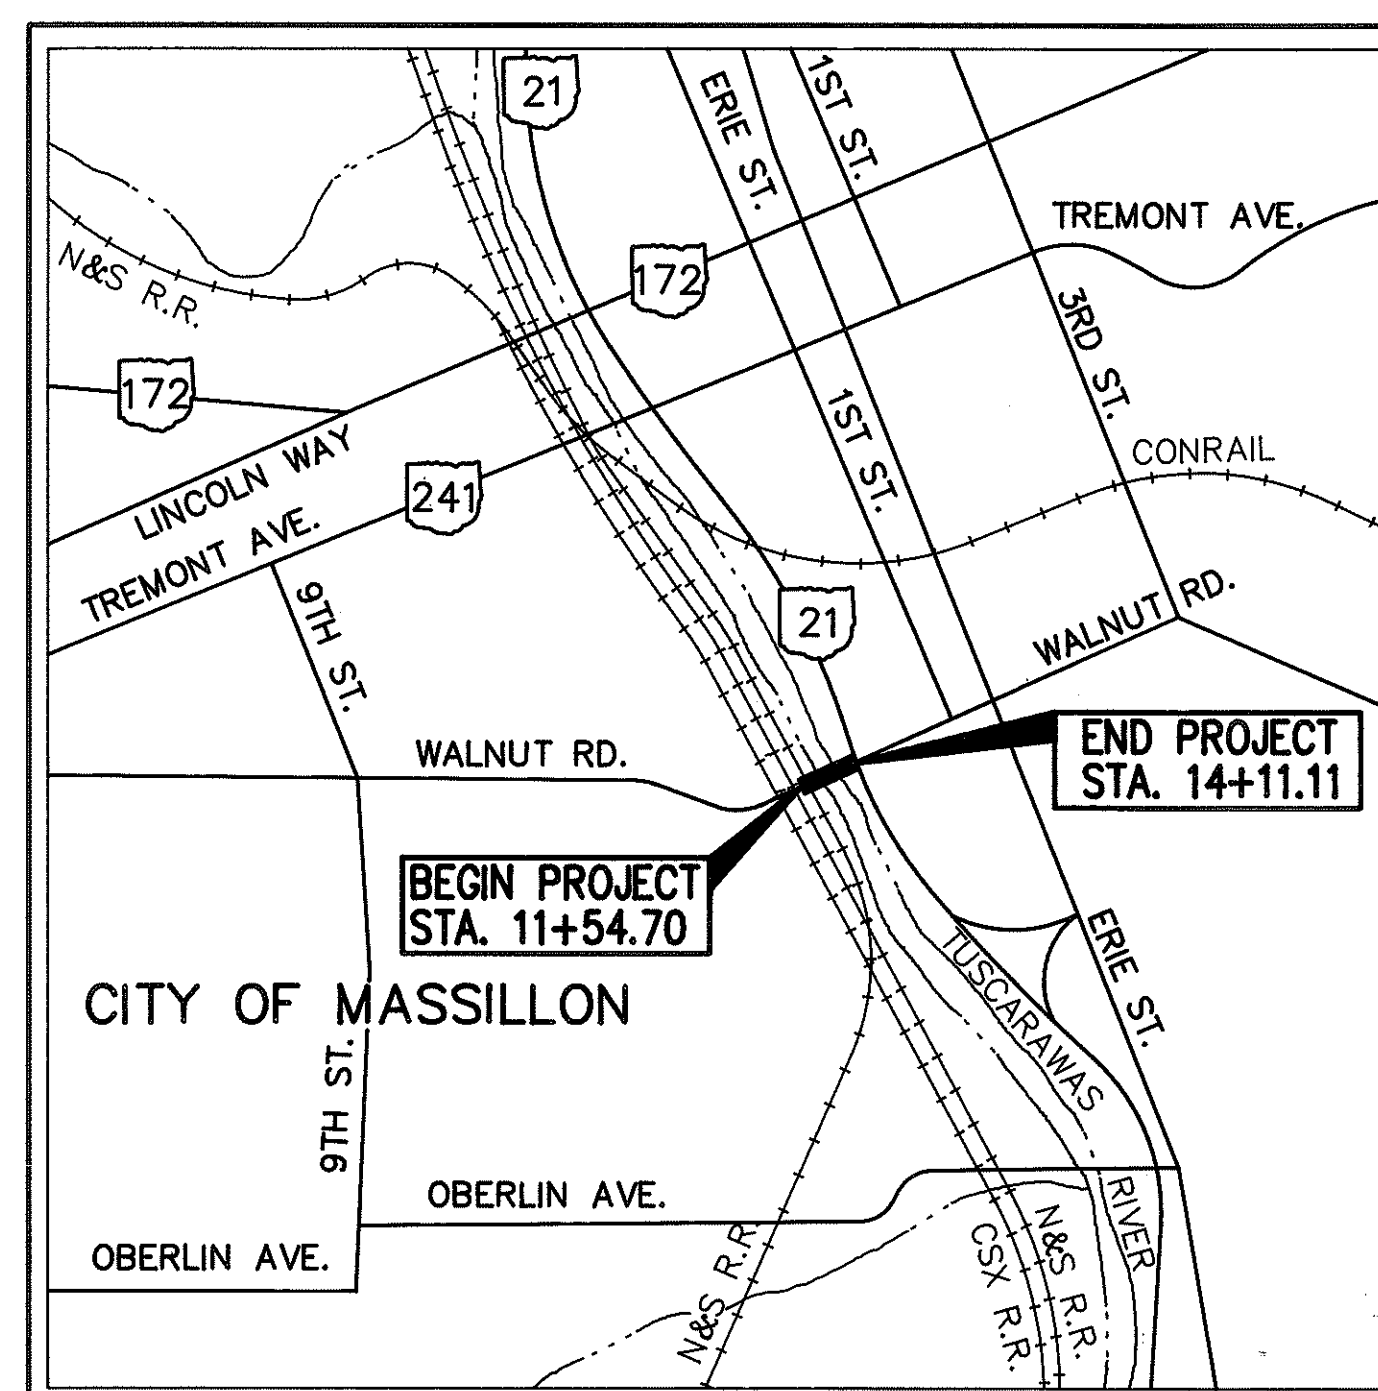 21
ERIE ST.
1ST ST.
TREMONT AVE.
172
N&S R.R.
3RD ST.
172
1ST ST.
CONRAIL
LINCOLN WAY
241
TREMONT AVE.
9TH ST.
21
WALNUT RD.
WALNUT RD.
END PROJECT
STA. 14+11.11
BEGIN PROJECT
STA. 11+54.70
ERIE ST.
TUSCARAWAS
CITY OF MASSILLON
9TH ST.
OBERLIN AVE.
RIVER
OBERLIN AVE.
N&S R.R.
CSX R.R.
N&S R.R.